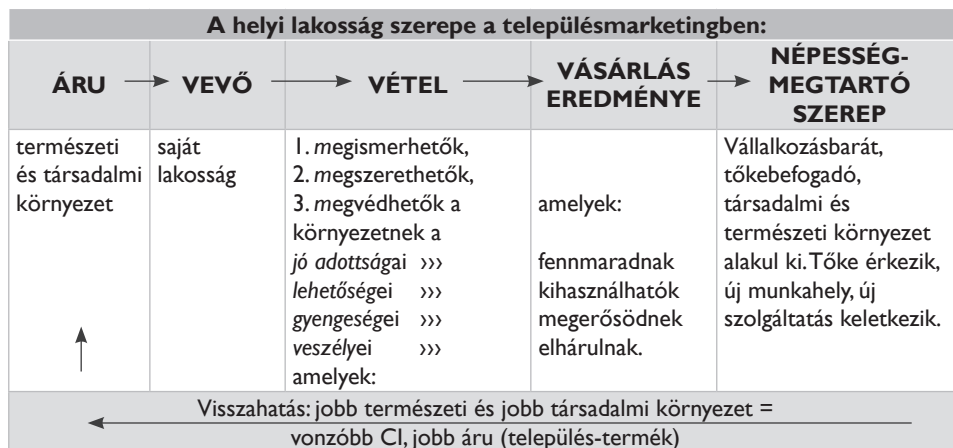 A helyi lakosság szerepe a településmarketingben:
ÁRU
VEVŐ
VÉTEL
VÁSÁRLÁS
EREDMÉNYE
NÉPESSÉG-
MEGTARTÓ
SZEREP
természeti
és társadalmi
környezet
saját
lakosság
1. megismerhetők,
2. megszerethetők,
3. megvédhetők a
környezetnek a
jó adottságai ›››
lehetőségei ›››
gyengeségei ›››
veszélyei ›››
amelyek:
amelyek:
fennmaradnak
kihasználhatók
megerősödnek
elhárulnak.
Vállalkozásbarát,
tőkebefogadó,
társadalmi és
természeti környezet
alakul ki. Tőke érkezik,
új munkahely, új
szolgáltatás keletkezik.
Visszahatás: jobb természeti és jobb társadalmi környezet =
vonzóbb CI, jobb áru (település-termék)